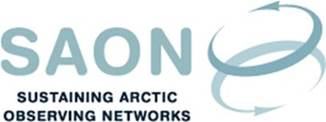 SAON
SUSTAINING ARCTIC
OBSERVING NETWORKS